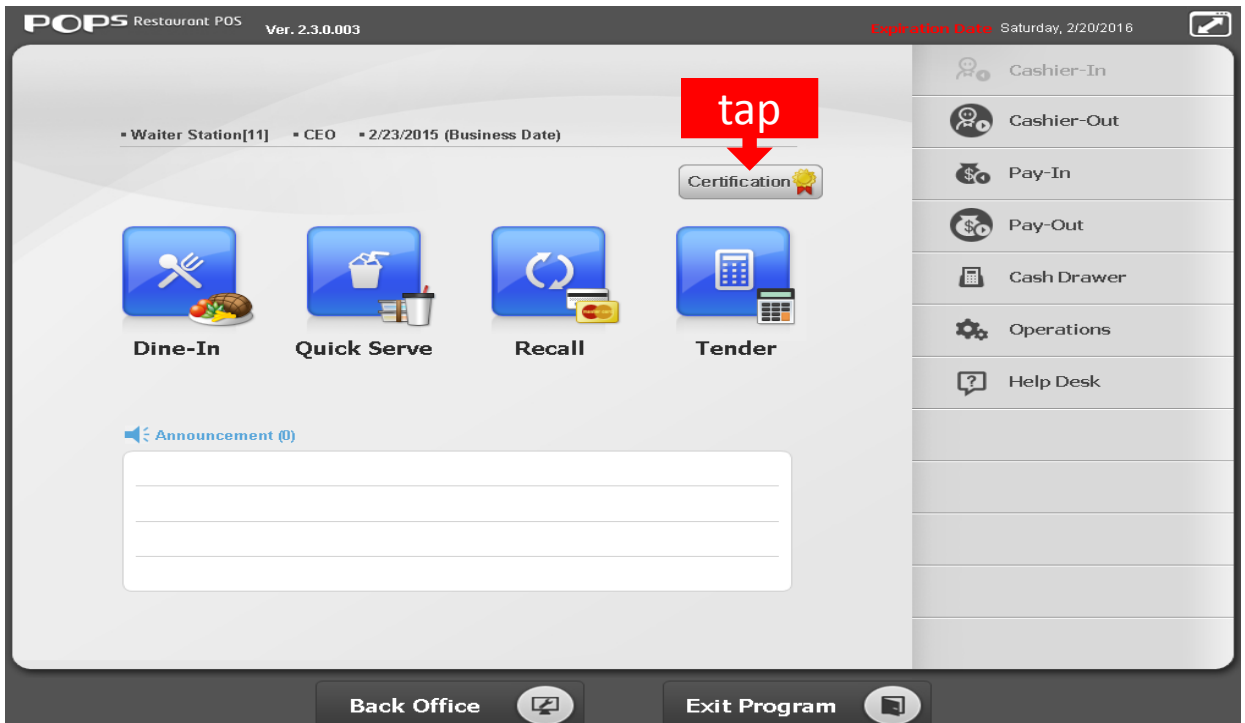 POPS Restaurant POS Ver. 2.3.0.003
Expiration Date Saturday, 2/20/2016
tap
▪ Waiter Station[11] ▪ CEO ▪ 2/23/2015 (Business Date)
Certification
Dine-In Quick Serve Recall Tender
Announcement (0)
Cashier-In
Cashier-Out
Pay-In
Pay-Out
Cash Drawer
Operations
Help Desk
Back Office Exit Program